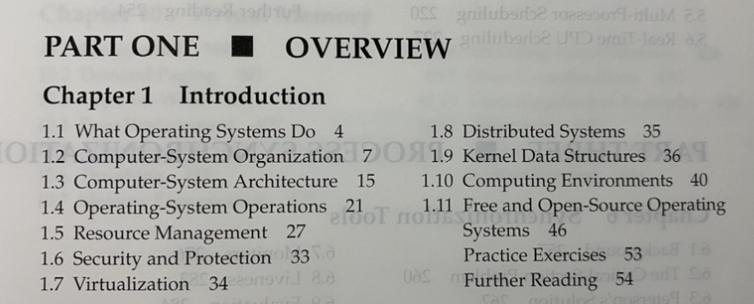 PART ONE ■ OVERVIEW
Chapter 1 Introduction
1.1 What Operating Systems Do 4
1.2 Computer-System Organization 7
1.3 Computer-System Architecture 15
1.4 Operating-System Operations 21
1.5 Resource Management 27
1.6 Security and Protection 33
1.7 Virtualization 34
1.8 Distributed Systems 35
1.9 Kernel Data Structures 36
1.10 Computing Environments 40
1.11 Free and Open-Source Operating
Systems 46
Practice Exercises 53
Further Reading 54